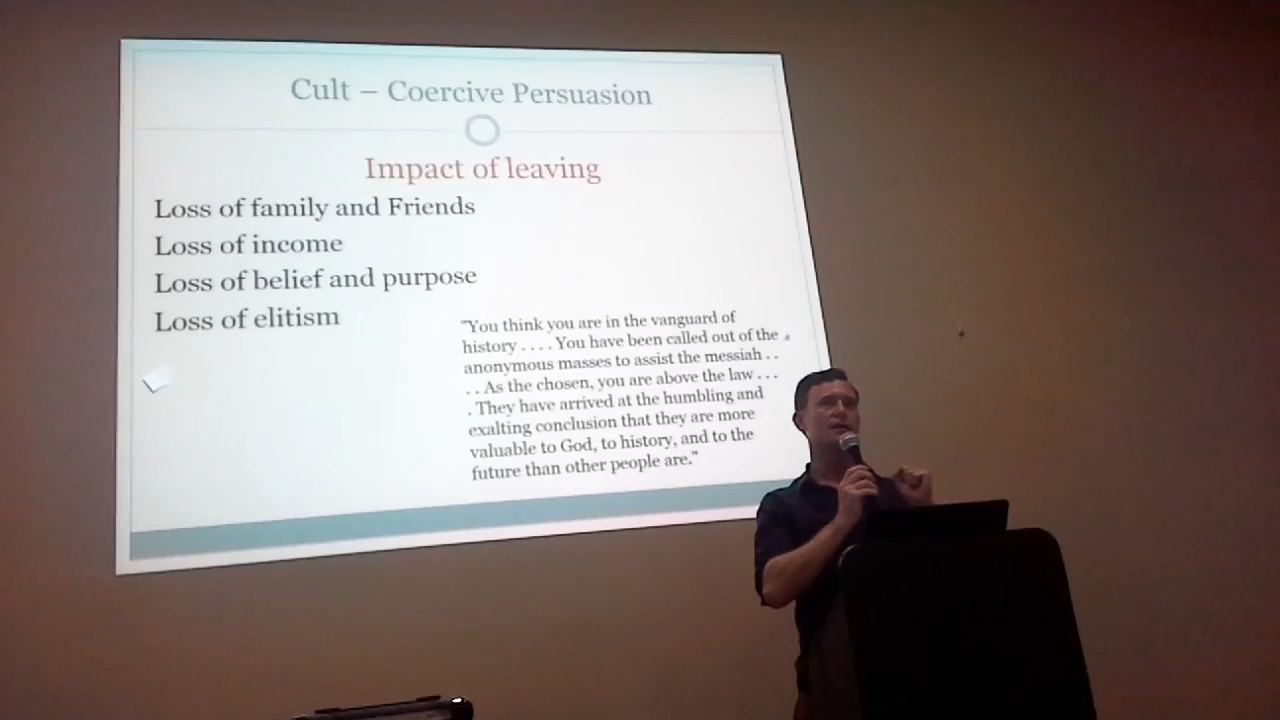 Cult – Coercive Persuasion
Impact of leaving
Loss of family and Friends
Loss of income
Loss of belief and purpose
Loss of elitism
"You think you are in the vanguard of
history . . . . You have been called out of the
anonymous masses to assist the messiah . .
. . As the chosen, you are above the law . . .
. They have arrived at the humbling and
exalting conclusion that they are more
valuable to God, to history, and to the
future than other people are."